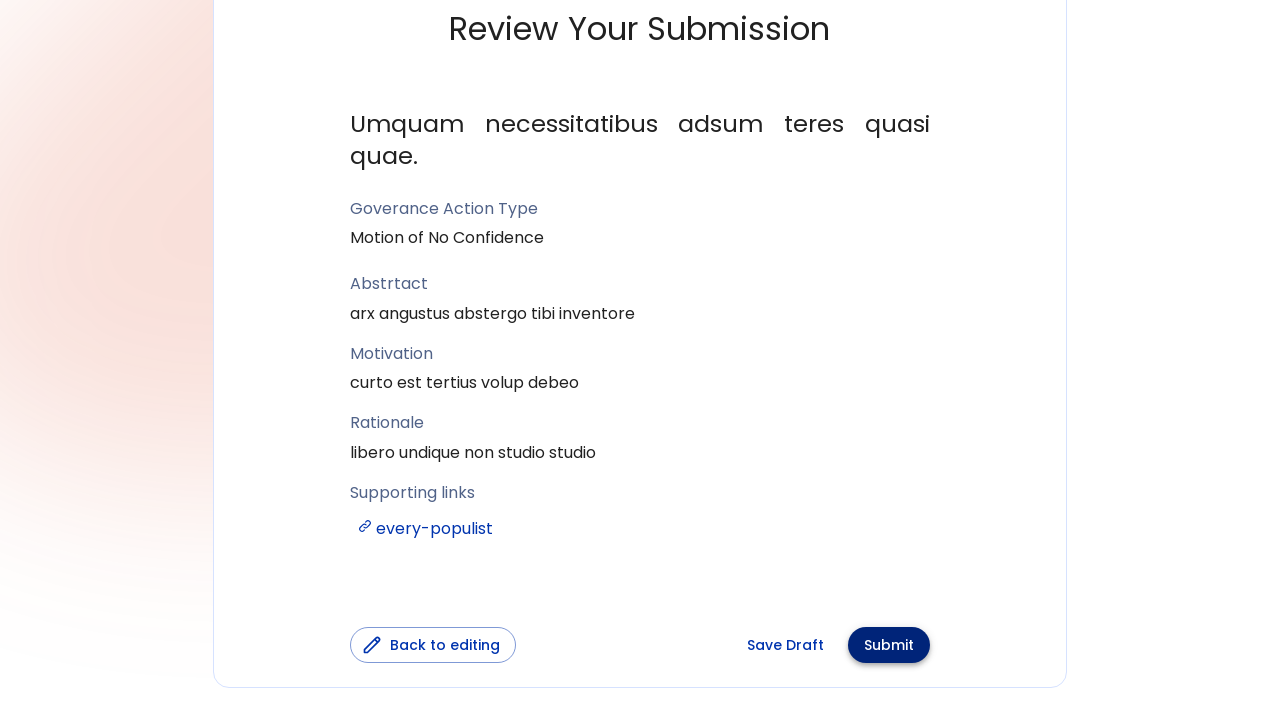 Review Your Submission
Umquam necessitatibus adsum teres quasi
quae.
Goverance Action Type
Motion of No Confidence
Abstrtact
arx angustus abstergo tibi inventore
Motivation
curto est tertius volup debeo
Rationale
libero undique non studio studio
Supporting links
every-populist
Back to editing
Save Draft
Submit